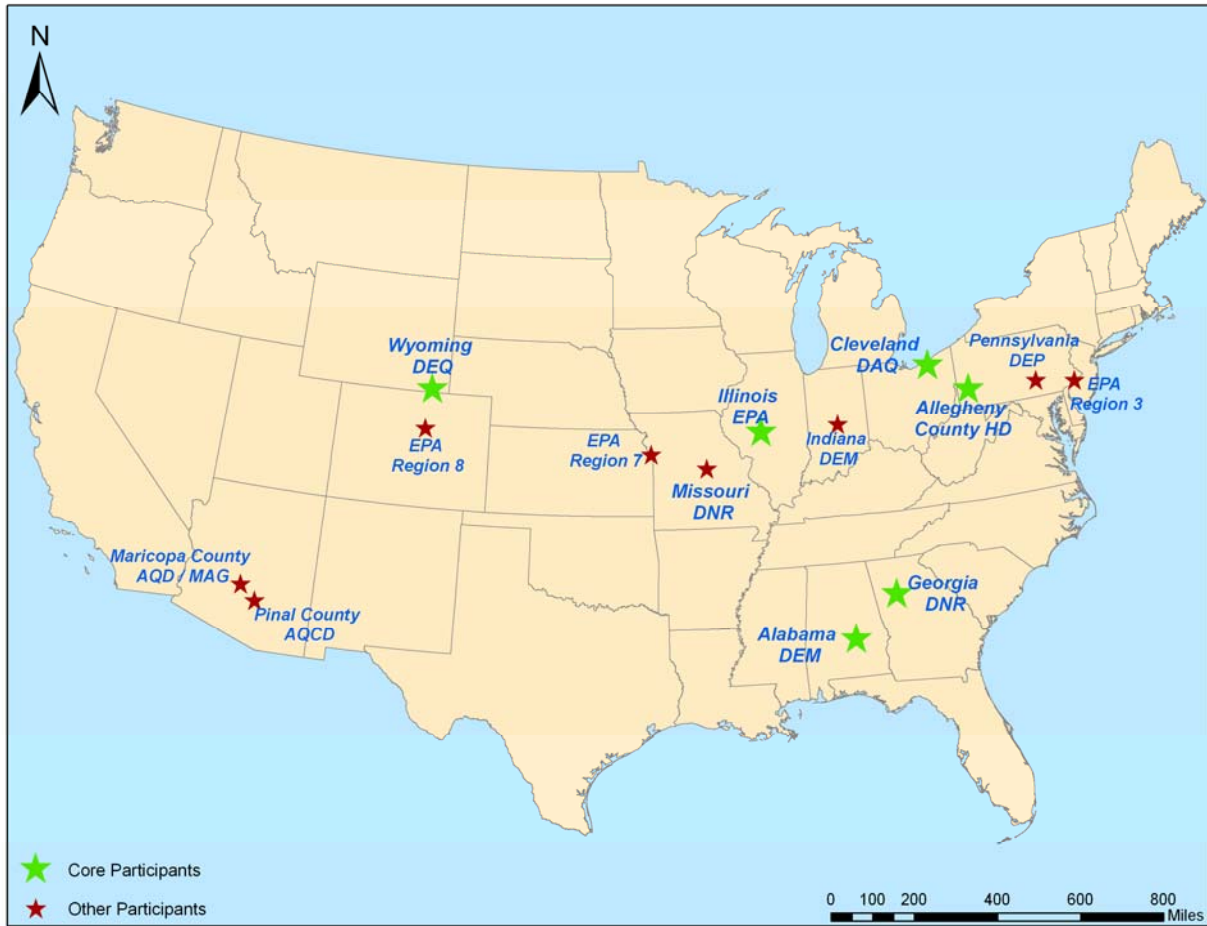 N
Wyoming
DEQ
EPA
Region 8
Cleveland
DAQ
Pennsylvania
DEP
EPA
Region 3
Allegheny
County HD
Illinois
EPA
Indiana
DEM
EPA
Region 7
Missouri
DNR
Maricopa County
AQD / MAG
Pinal County
AQCD
Georgia
DNR
Alabama
DEM
Core Participants
Other Participants
0 100 200 400 600 800
Miles